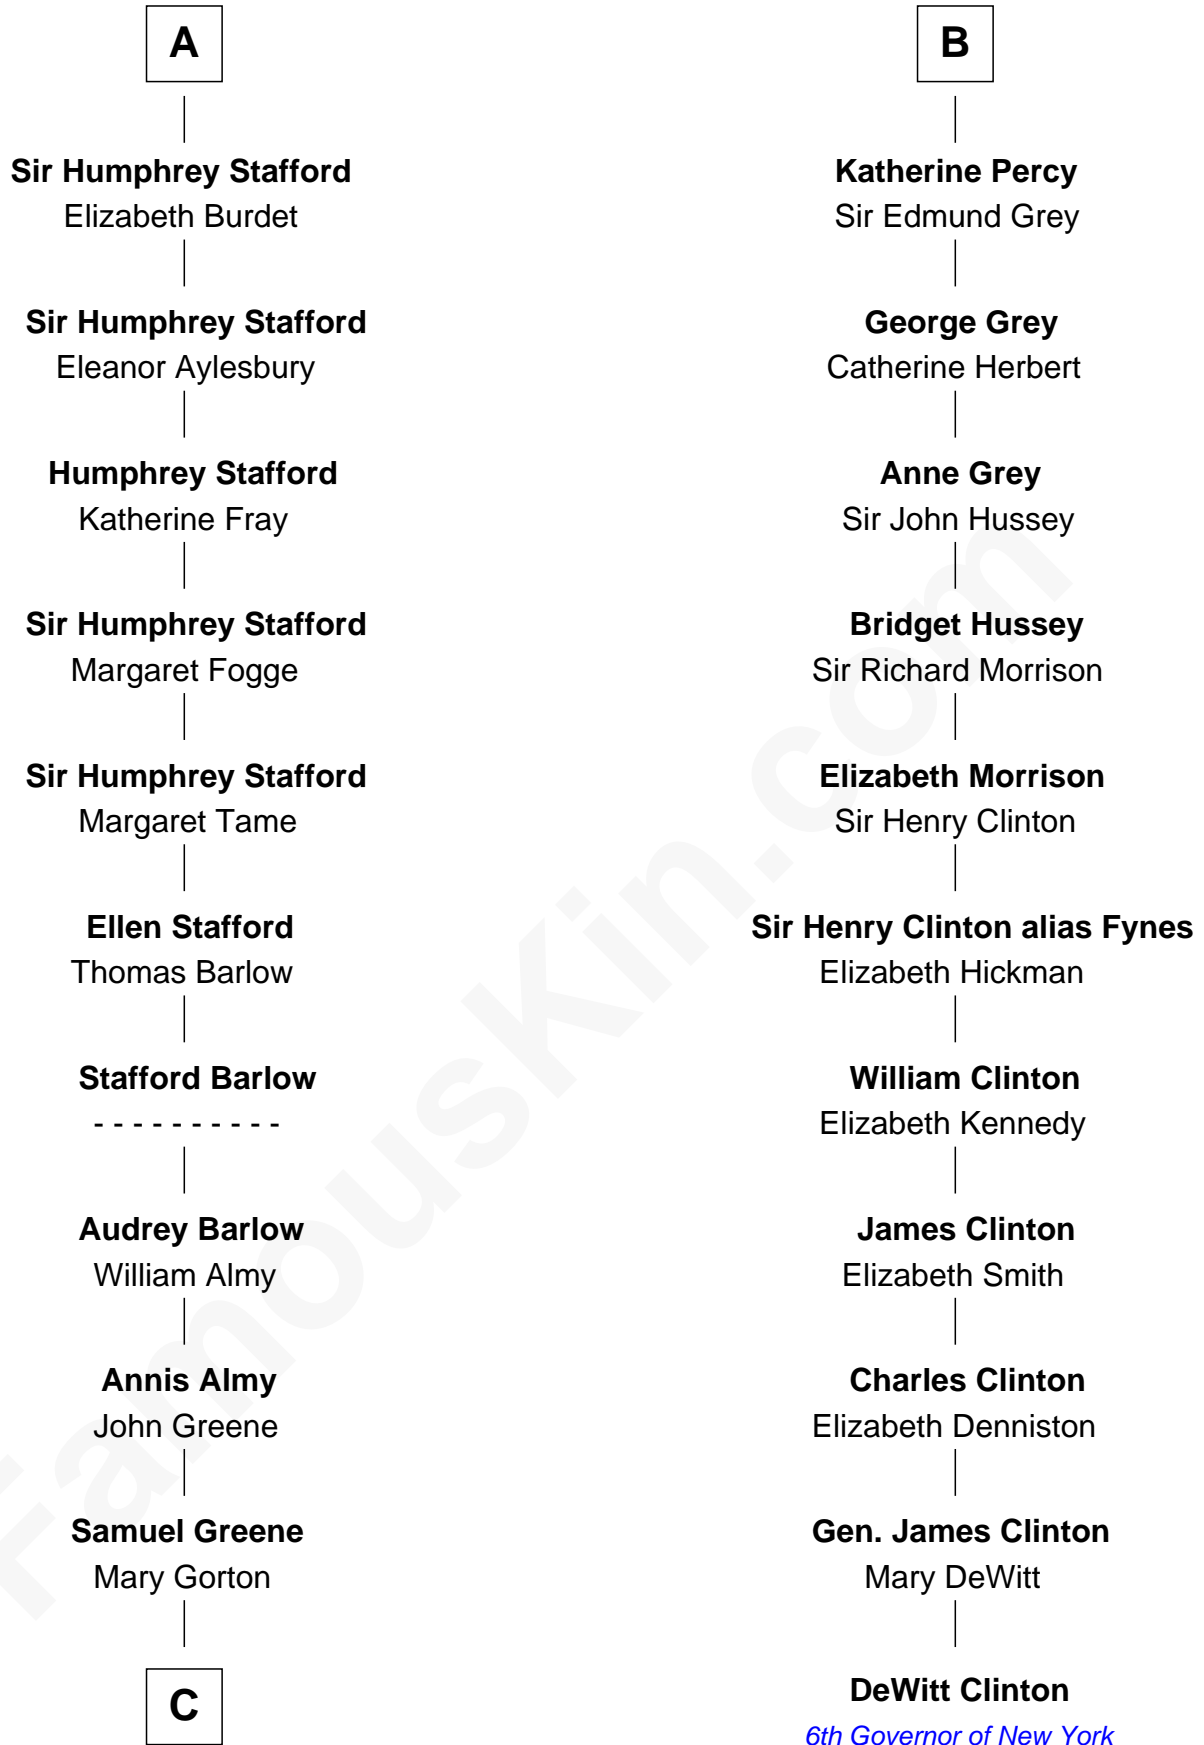 A
Sir Humphrey Stafford
Elizabeth Burdet
Sir Humphrey Stafford
Eleanor Aylesbury
Humphrey Stafford
Katherine Fray
Sir Humphrey Stafford
Margaret Fogge
Sir Humphrey Stafford
Margaret Tame
Ellen Stafford
Thomas Barlow
Stafford Barlow
- - - - - - - - - -
Audrey Barlow
William Almy
Annis Almy
John Greene
Samuel Greene
Mary Gorton
C
B
Katherine Percy
Sir Edmund Grey
George Grey
Catherine Herbert
Anne Grey
Sir John Hussey
Bridget Hussey
Sir Richard Morrison
Elizabeth Morrison
Sir Henry Clinton
Sir Henry Clinton alias Fynes
Elizabeth Hickman
William Clinton
Elizabeth Kennedy
James Clinton
Elizabeth Smith
Charles Clinton
Elizabeth Denniston
Gen. James Clinton
Mary DeWitt
DeWitt Clinton
6th Governor of New York
FamousKin.com